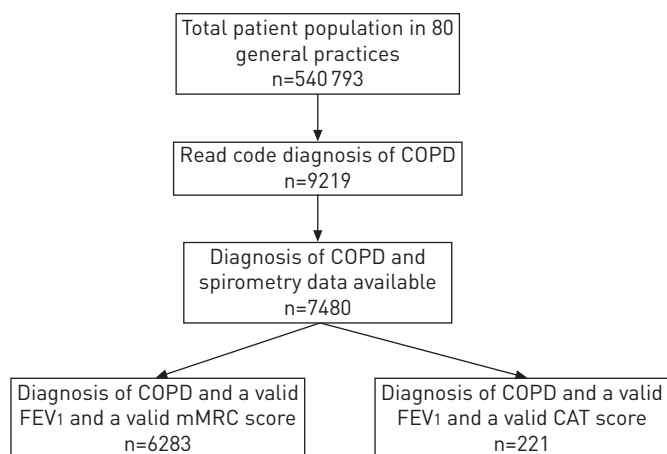 Total patient population in 80
general practices
n=540 793
Read code diagnosis of COPD
n=9219
Diagnosis of COPD and
spirometry data available
n=7480
Diagnosis of COPD and a valid
FEV1 and a valid mMRC score
n=6283
Diagnosis of COPD and a valid
FEV1 and a valid CAT score
n=221